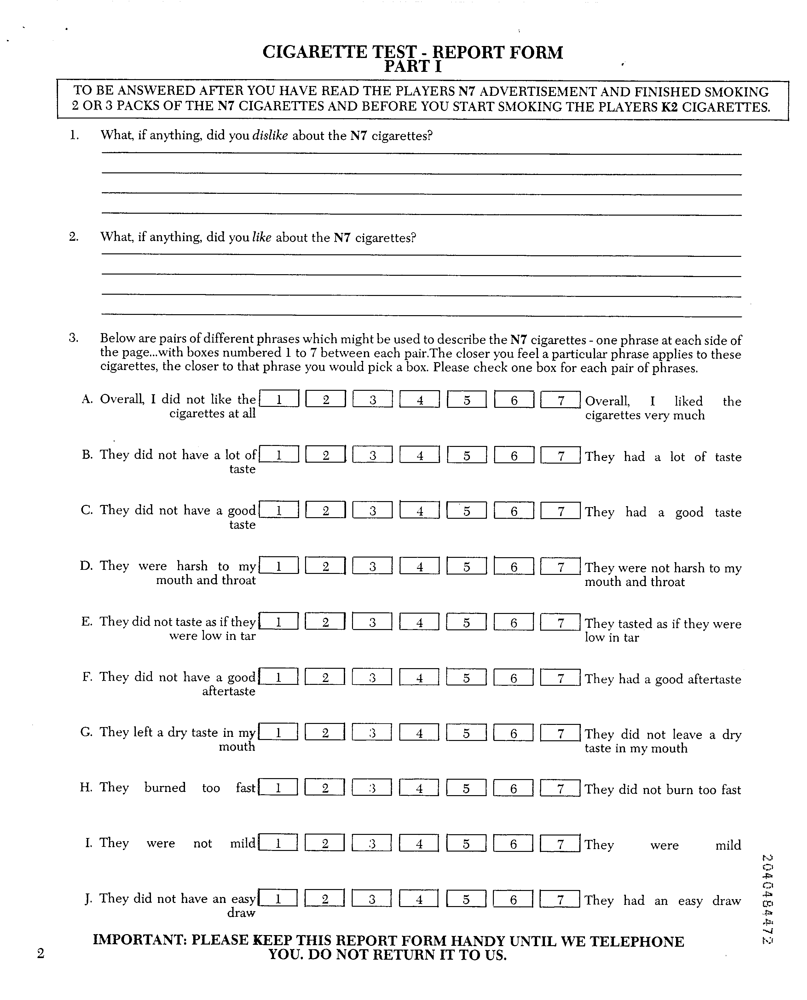 CIGARETTE TEST - REPORT FORM
PART I
TO BE ANSWERED AFTER YOU HAVE READ THE PLAYERS N7 ADVERTISEMENT AND FINISHED SMOKING
2 OR 3 PACKS OF THE N7 CIGARETTES AND BEFORE YOU START SMOKING THE PLAYERS K2 CIGARETTES.
1. What, if anything, did you dislike about the N7 cigarettes?
2. What, if anything, did you like about the N7 cigarettes?
3. Below are pairs of different phrases which might be used to describe the N7 cigarettes - one phrase at each side of
the page...with boxes numbered 1 to 7 between each pair.The closer you feel a particular phrase applies to these
cigarettes, the closer to that phrase you would pick a box. Please check one box for each pair of phrases.
A. Overall, I did not like the 1 2 3 4 5 6 7 Overall, I liked the
cigarettes at all cigarettes very much
B. They did not have a lot of 1 2 3 4 5 6 7 They had a lot of taste
taste
C. They did not have a good 1 2 3 4 5 6 7 They had a good taste
taste
D. They were harsh to my 1 2 3 4 5 6 7 They were not harsh to my
mouth and throat mouth and throat
E. They did not taste as if they 1 2 3 4 5 6 7 They tasted as if they were
were low in tar low in tar
F. They did not have a good 1 2 3 4 5 6 7 They had a good aftertaste
aftertaste
G. They left a dry taste in my 1 2 3 4 5 6 7 They did not leave a dry
mouth taste in my mouth
H. They burned too fast 1 2 3 4 5 6 7 They did not burn too fast
I. They were not mild 1 2 3 4 5 6 7 They were mild
J. They did not have an easy 1 2 3 4 5 6 7 They had an easy draw
draw
IMPORTANT: PLEASE KEEP THIS REPORT FORM HANDY UNTIL WE TELEPHONE
YOU. DO NOT RETURN IT TO US.
2
2040484472